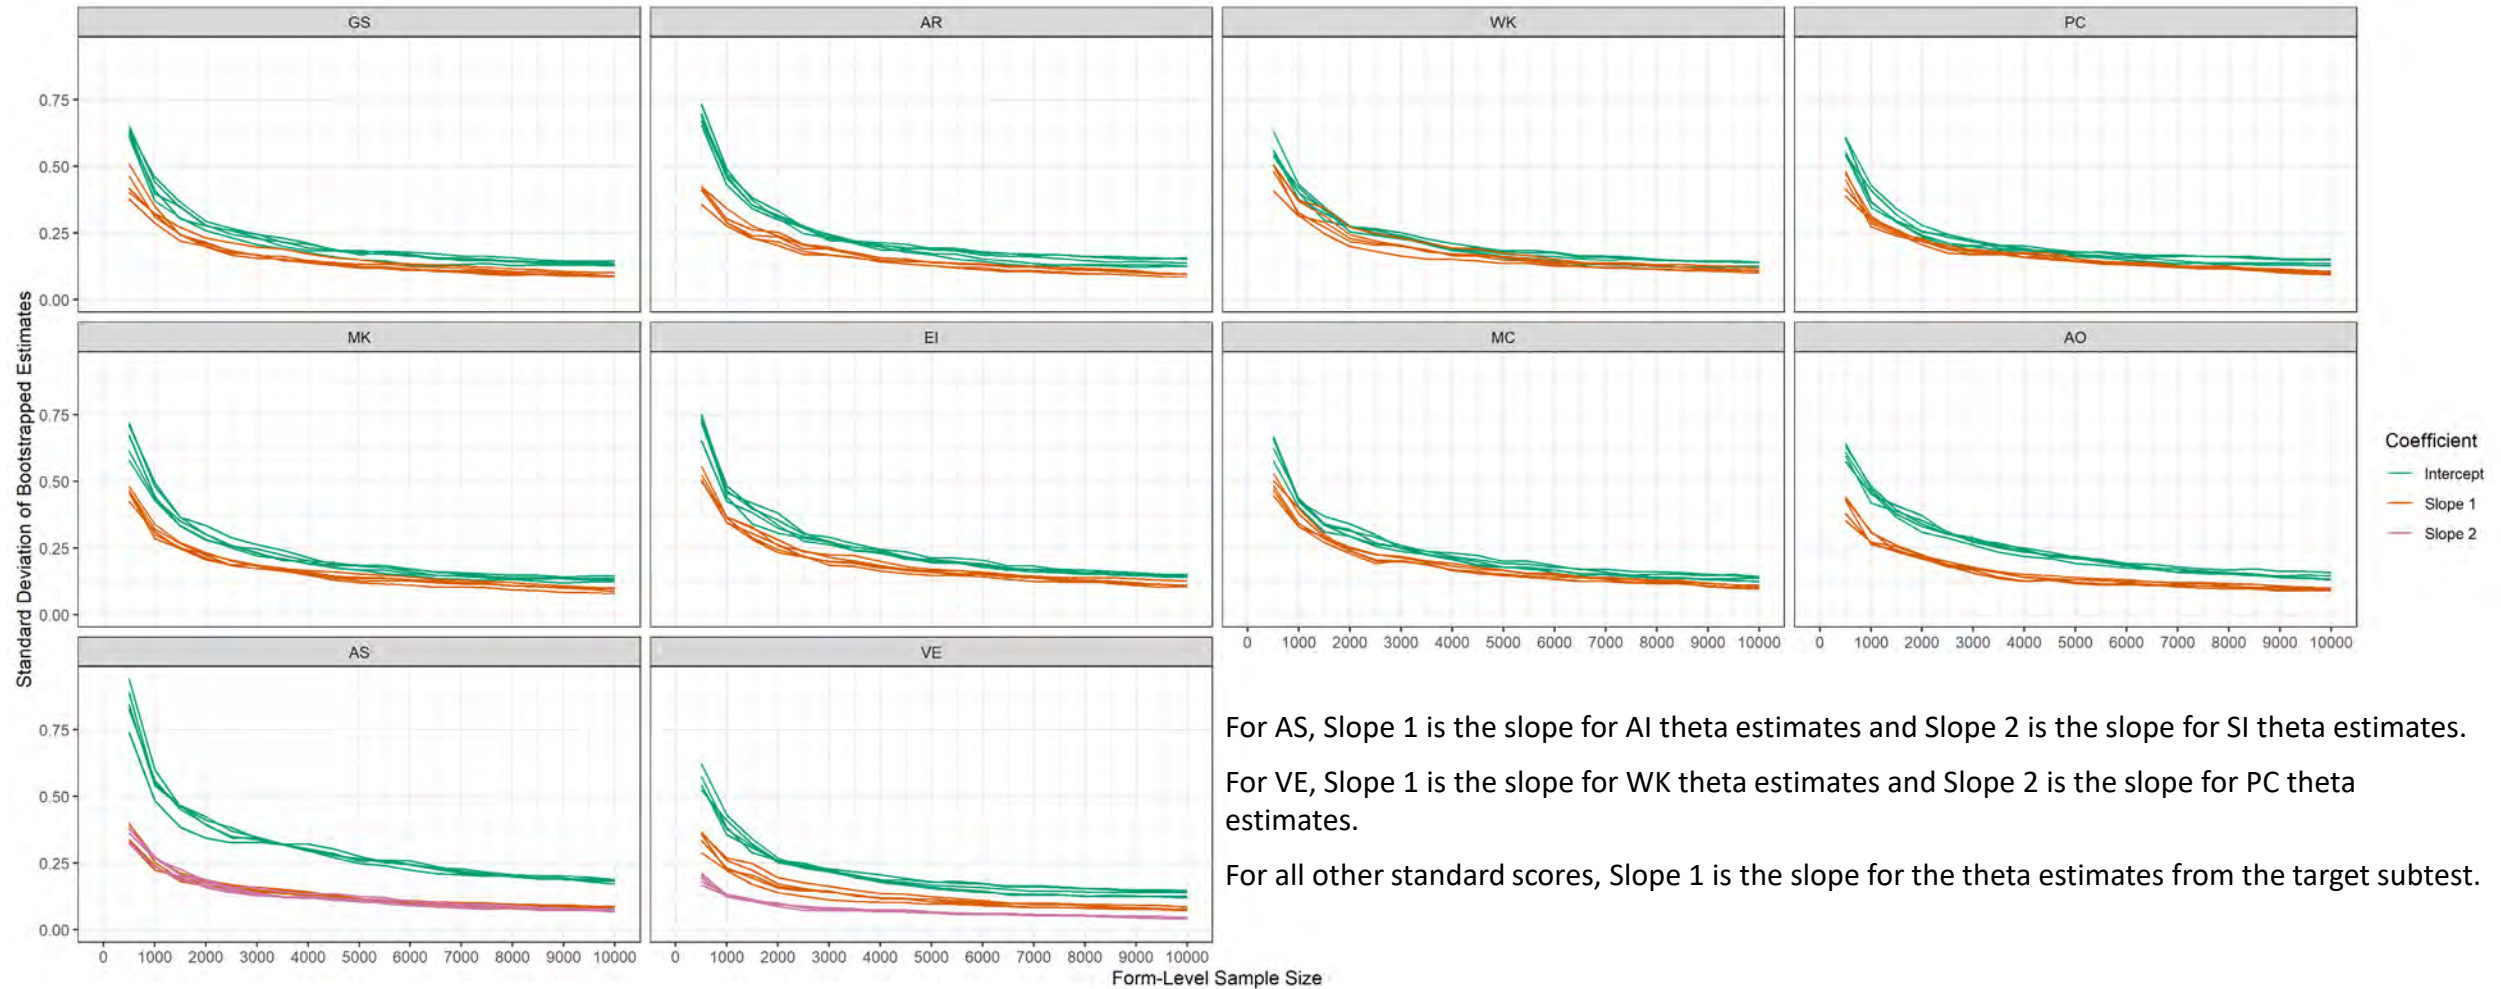 GS
AR
WK
PC
0.75
0.50
0.25
0.00
MK
EI
MC
AO
0.75
0.50
0.25
0.00
0 1000 2000 3000 4000 5000 6000 7000 8000 9000 10000
0 1000 2000 3000 4000 5000 6000 7000 8000 9000 10000
AS
VE
0.75
0.50
0.25
0.00
0 1000 2000 3000 4000 5000 6000 7000 8000 9000 10000
0 1000 2000 3000 4000 5000 6000 7000 8000 9000 10000
Standard Deviation of Bootstrapped Estimates
Form-Level Sample Size
Coefficient
Intercept
Slope 1
Slope 2
For AS, Slope 1 is the slope for AI theta estimates and Slope 2 is the slope for SI theta estimates.
For VE, Slope 1 is the slope for WK theta estimates and Slope 2 is the slope for PC theta
estimates.
For all other standard scores, Slope 1 is the slope for the theta estimates from the target subtest.